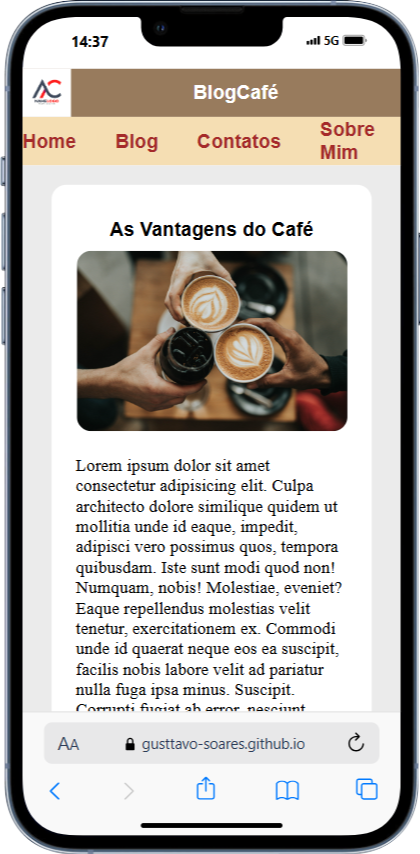 14:37
5G
BlogCafé
Home
Blog
Contatos
Sobre
Mim
As Vantagens do Café
Lorem ipsum dolor sit amet
consectetur adipisicing elit. Culpa
architecto dolore similique quidem ut
mollitia unde id eaque, impedit,
adipisci vero possimus quos, tempora
quibusdam. Iste sunt modi quod non!
Numquam, nobis! Molestiae, eveniet?
Eaque repellendus molestias velit
tenetur, exercitationem ex. Commodi
unde id quaerat neque eos ea suscipit,
facilis nobis labore velit ad pariatur
nulla fuga ipsa minus. Suscipit.
Corrupti fugiat ab error, nesciunt
AA
gusttavo-soares.github.io